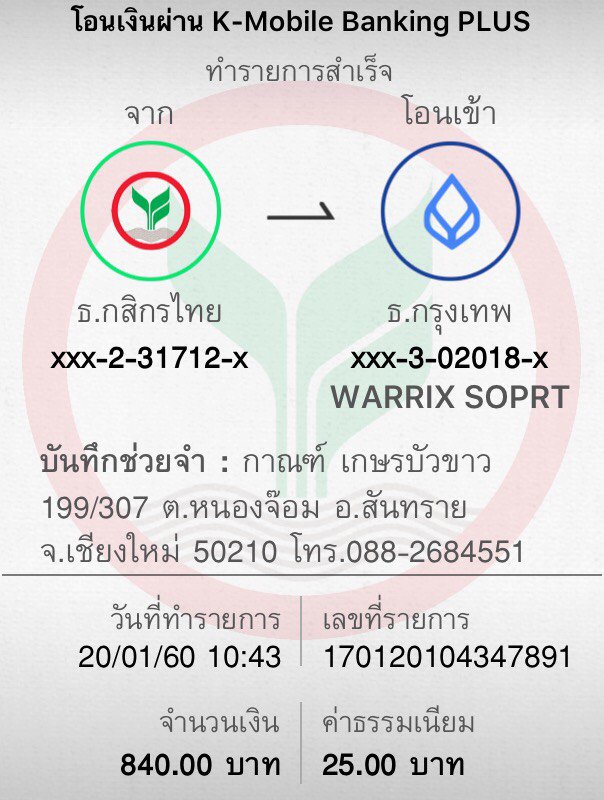 โอนเงินผ่าน K-Mobile Banking PLUS
ทำรายการสำเร็จ
จาก
โอนเข้า
ธ.กสิกรไทย
ธ.กรุงเทพ
xxx-2-31712-x
xxx-3-02018-x
WARRIX SOPRT
บันทึกช่วยจำ : กาณฑ์ เกษรบัวขาว
199/307 ต.หนองจ๊อม อ.สันทราย
จ.เชียงใหม่ 50210 โทร.088-2684551
วันที่ทำรายการ
เลขที่รายการ
20/01/60 10:43
170120104347891
จำนวนเงิน
ค่าธรรมเนียม
840.00 บาท
25.00 บาท